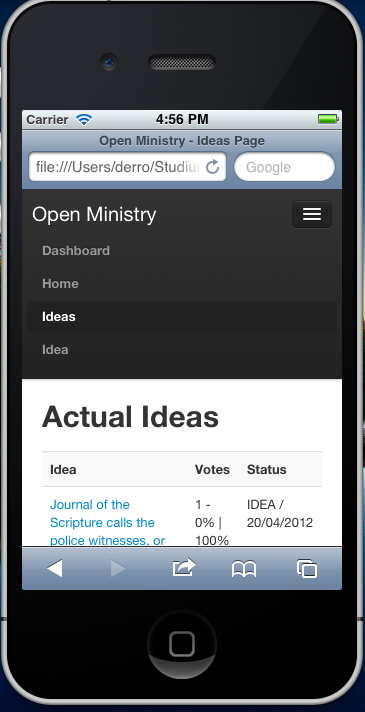 Carrier 4:56 PM
Open Ministry - Ideas Page
file:///Users/derro/Studiun Google
Open Ministry
Dashboard
Home
Ideas
Idea
Actual Ideas
Idea Votes Status
Journal of the 1 - IDEA /
Scripture calls the 0% | 20/04/2012
police witnesses, or 100%